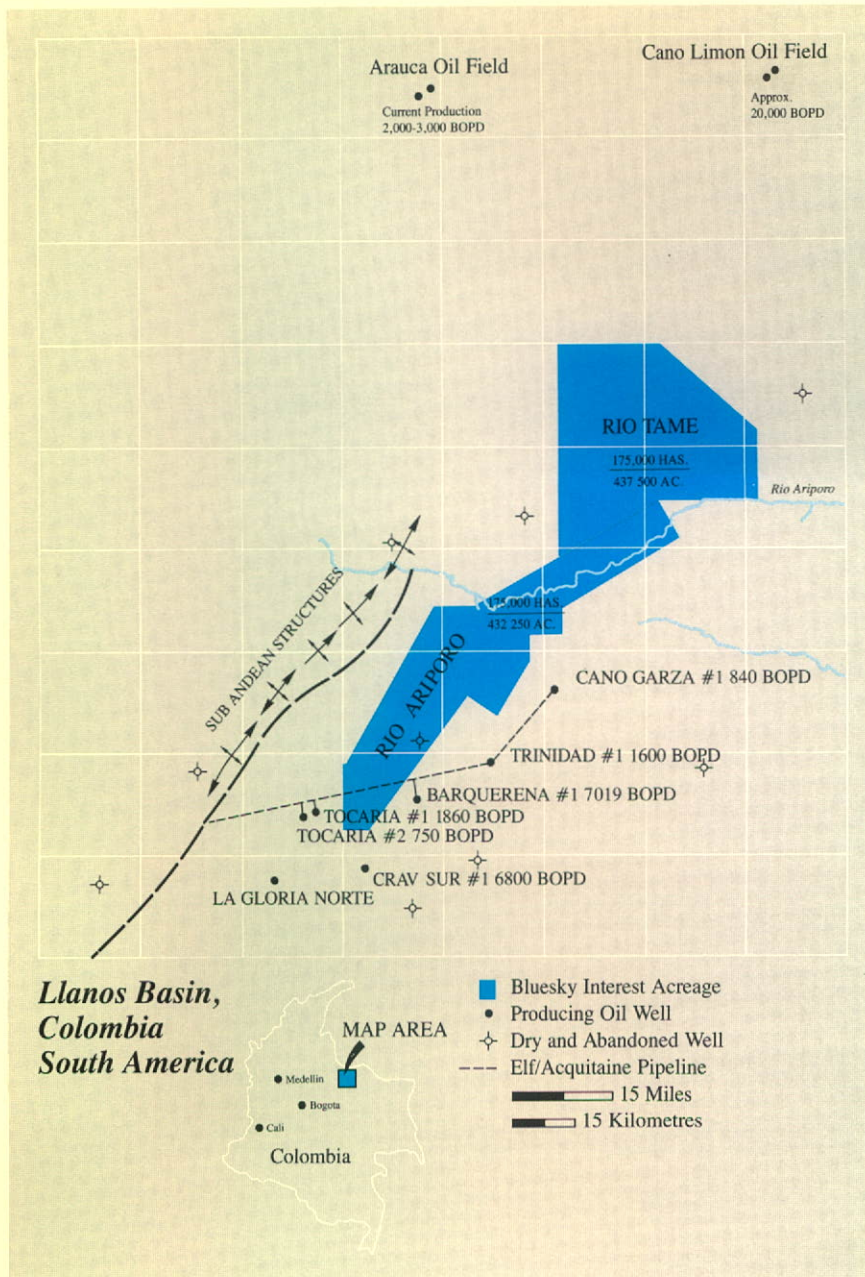 Arauca Oil Field
Current Production
2,000-3,000 BOPD
Cano Limon Oil Field
Approx.
20,000 BOPD
RIO TAME
175,000 HAS.
437 500 AC.
Rio Ariporo
175,000 HAS.
432 250 AC.
SUB ANDEAN STRUCTURES
RIO ARIPORO
CANO GARZA #1 840 BOPD
TRINIDAD #1 1600 BOPD
BARQUERENA #1 7019 BOPD
TOCARIA #1 1860 BOPD
TOCARIA #2 750 BOPD
CRAV SUR #1 6800 BOPD
LA GLORIA NORTE
Llanos Basin,
Colombia
South America
MAP AREA
Medellin
Bogota
Cali
Colombia
Bluesky Interest Acreage
Producing Oil Well
Dry and Abandoned Well
Elf/Acquitaine Pipeline
15 Miles
15 Kilometres